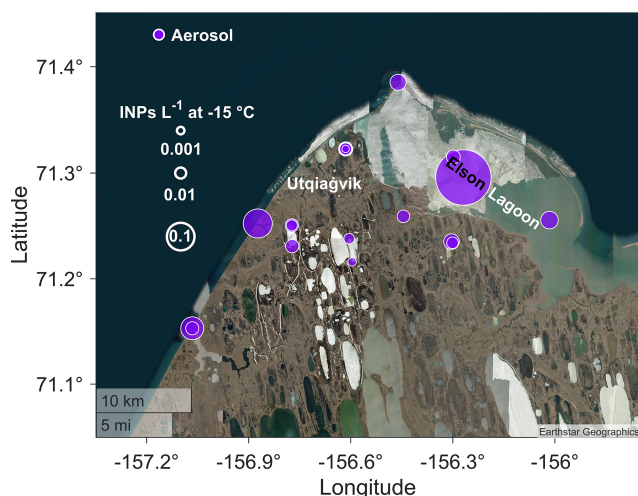 Aerosol
71.4°
INPs L⁻¹ at -15 °C
0.001
71.3°
0.01
Utqiaġvik
Elson Lagoon
0.1
Latitude
71.2°
71.1°
10 km
5 mi
Earthstar Geographics
-157.2° -156.9° -156.6° -156.3° -156°
Longitude